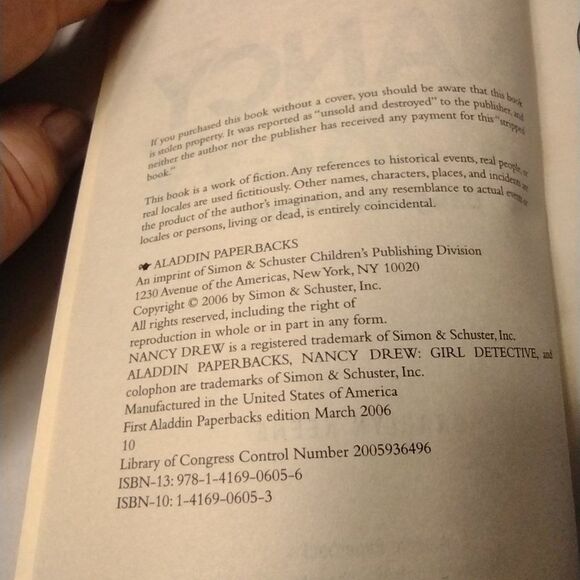 If you purchased this book without a cover, you should be aware that this book
is stolen property. It was reported as "unsold and destroyed" to the publisher, and
neither the author nor the publisher has received any payment for this "stripped
book."
This book is a work of fiction. Any references to historical events, real people, or
real locales are used fictitiously. Other names, characters, places, and incidents are
the product of the author's imagination, and any resemblance to actual events or
locales or persons, living or dead, is entirely coincidental.
ALADDIN PAPERBACKS
An imprint of Simon & Schuster Children's Publishing Division
1230 Avenue of the Americas, New York, NY 10020
Copyright © 2006 by Simon & Schuster, Inc.
All rights reserved, including the right of
reproduction in whole or in part in any form.
NANCY DREW is a registered trademark of Simon & Schuster, Inc.
ALADDIN PAPERBACKS, NANCY DREW: GIRL DETECTIVE, and
colophon are trademarks of Simon & Schuster, Inc.
Manufactured in the United States of America
First Aladdin Paperbacks edition March 2006
10
Library of Congress Control Number 2005936496
ISBN-13: 978-1-4169-0605-6
ISBN-10: 1-4169-0605-3